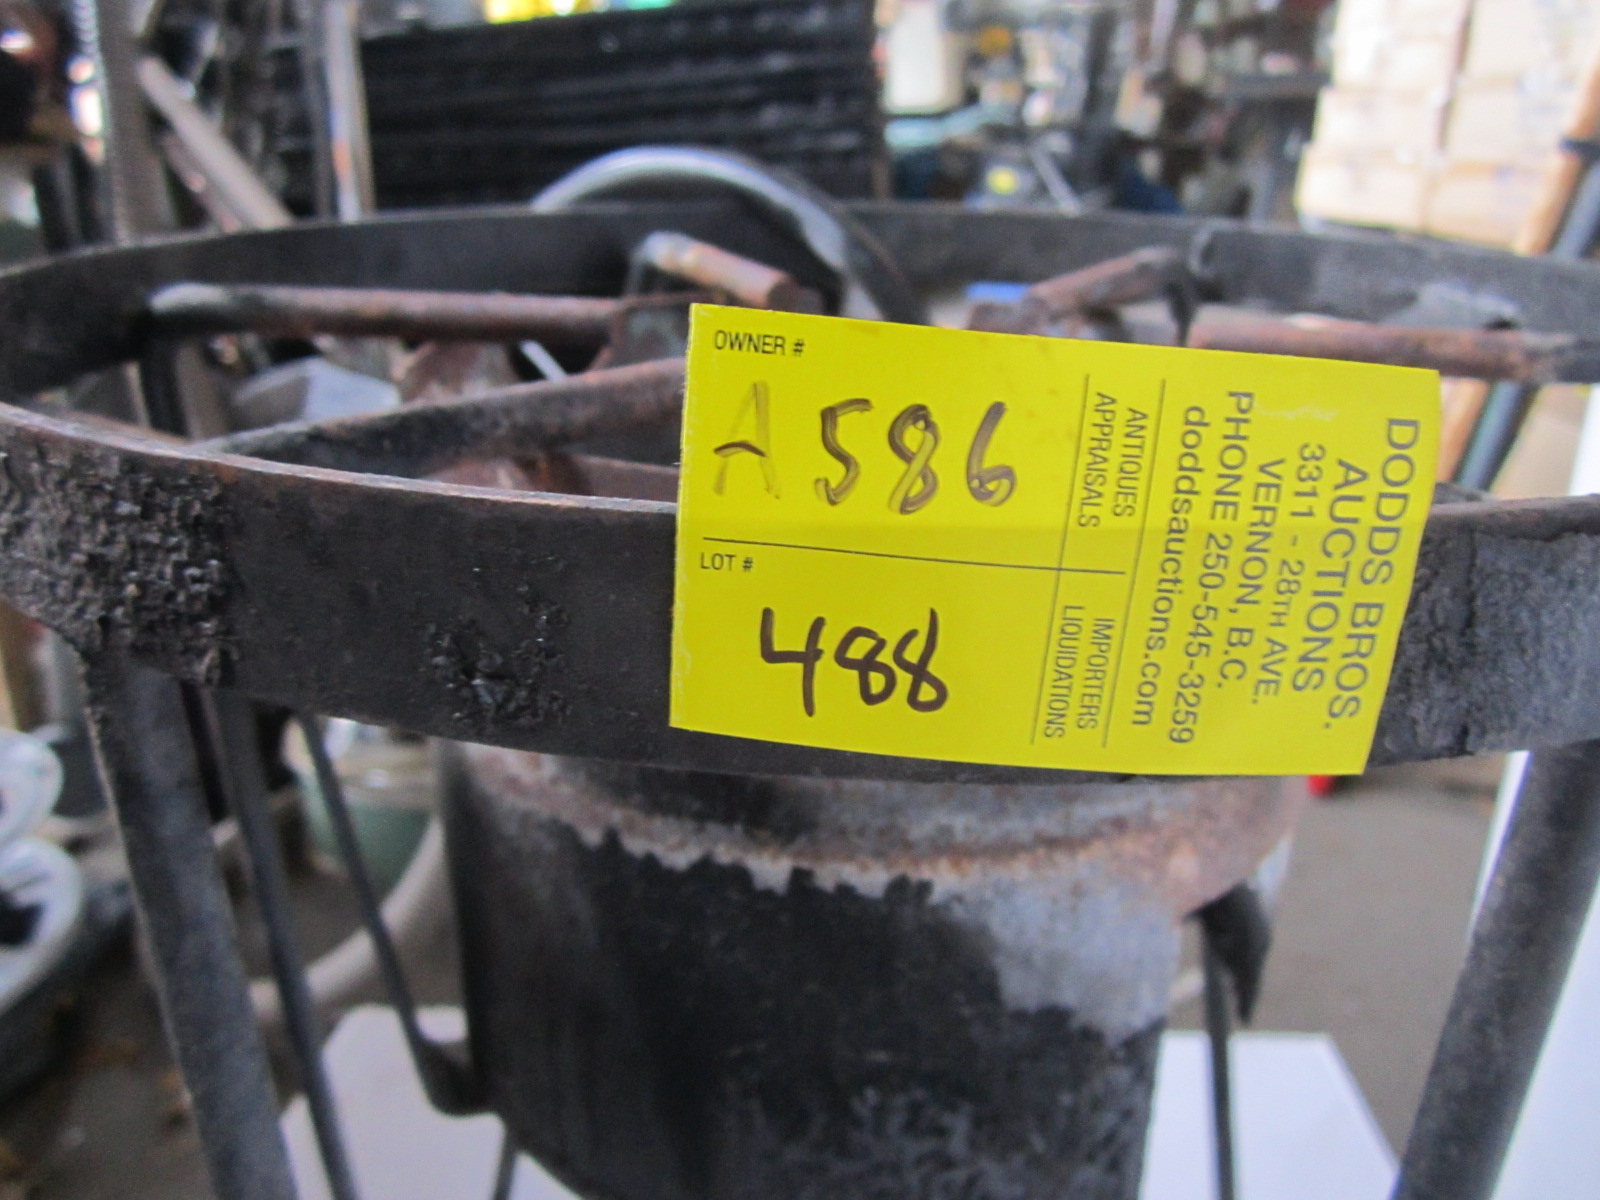 OWNER #
A586
LOT #
488
DODDS BROS.
AUCTIONS
3311 - 28TH AVE.
VERNON, B.C.
PHONE 250-545-3259
doddsauctions.com
ANTIQUES
APPRAISALS
IMPORTERS
LIQUIDATIONS